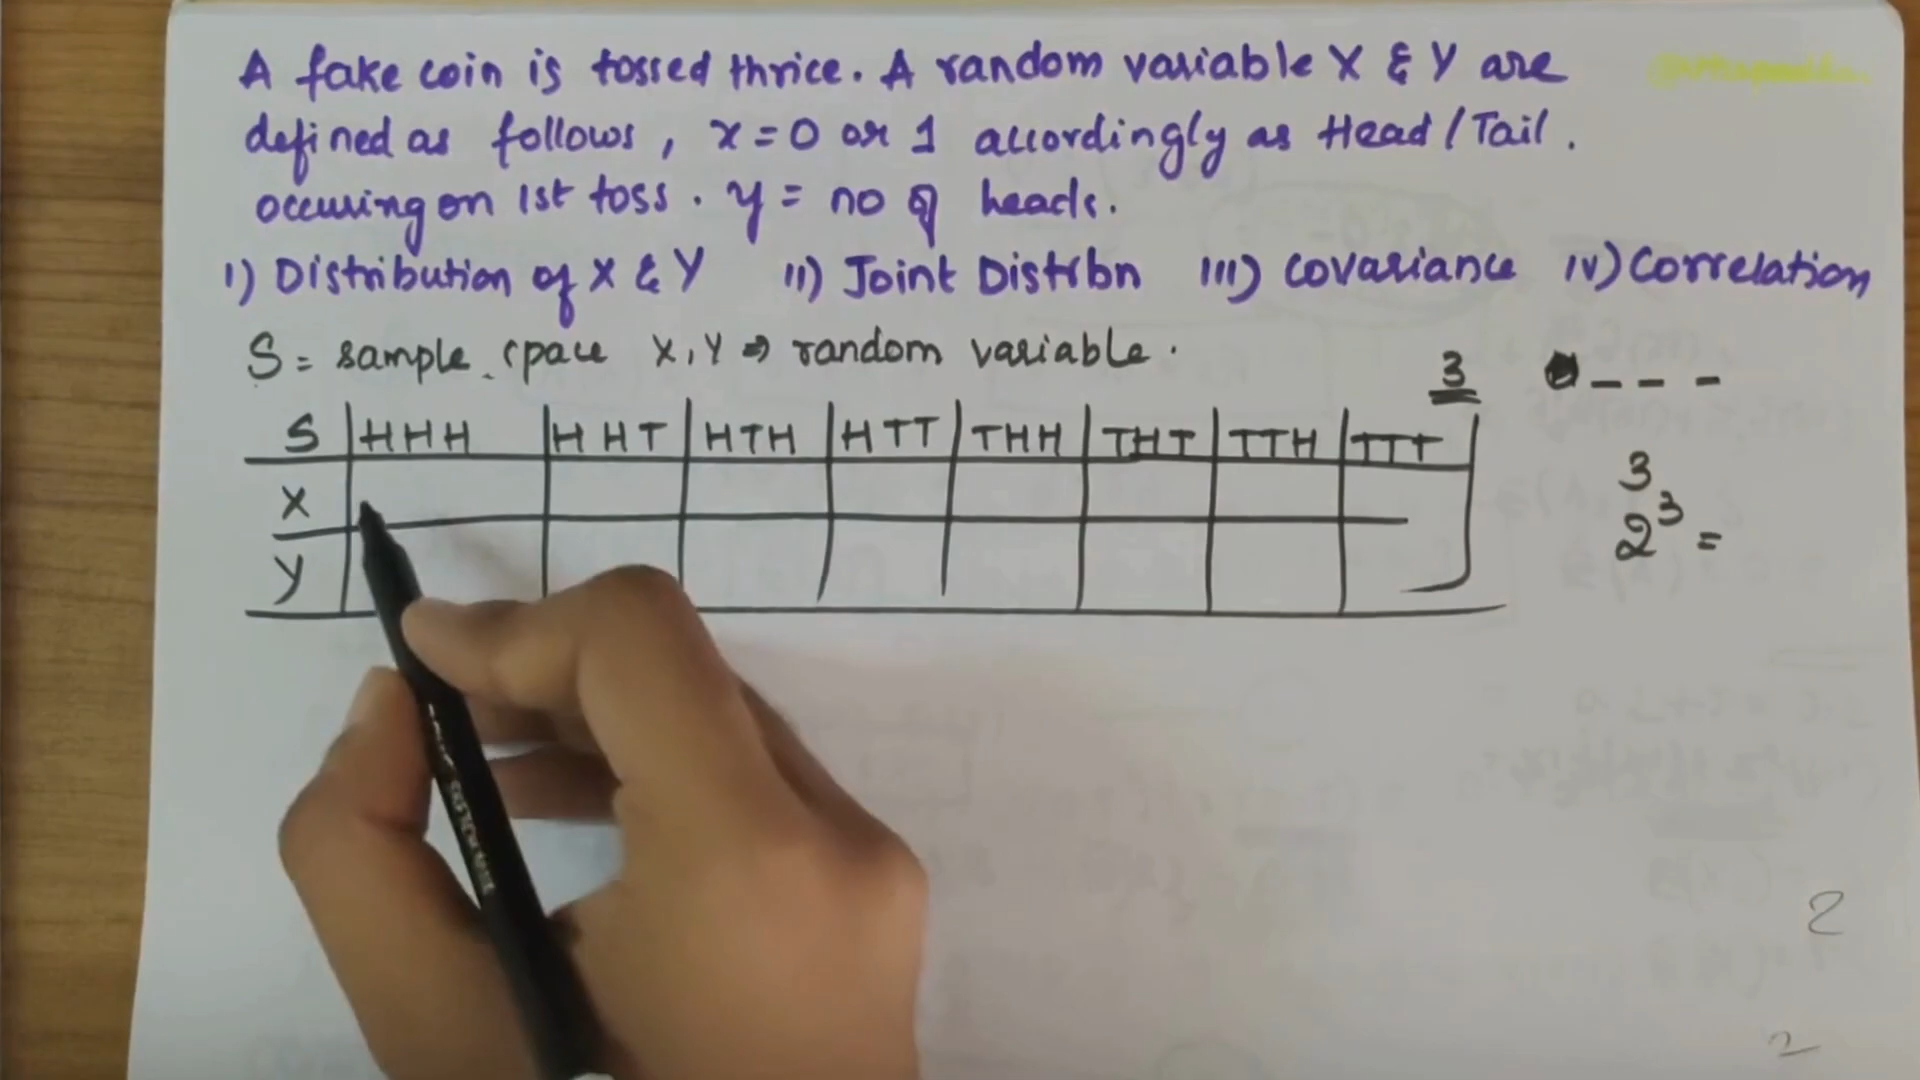 A fake coin is tossed thrice. A random variable X & Y are
defined as follows, x = 0 or 1 accordingly as Head / Tail.
occuring on 1st toss. y = no of heads.
I) Distribution of X & Y II) Joint Distrbn III) Covariance IV) Correlation
S = sample space X, Y ⇒ random variable.
3 - - -
S HHH HHT HTH HTT THH THT TTH TTT
X
Y
3
2³ =
2
2